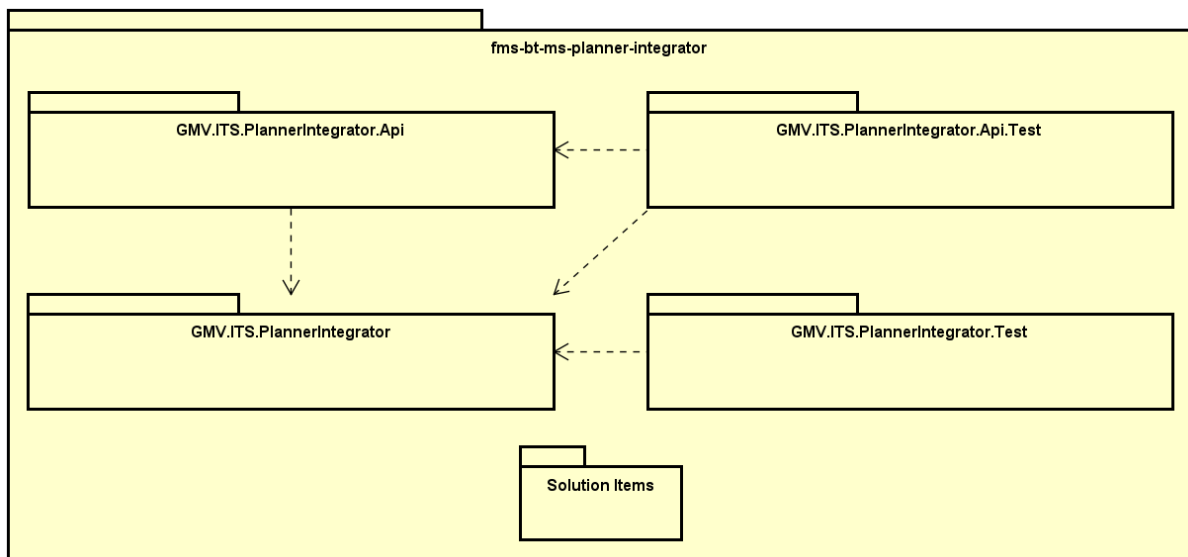 fms-bt-ms-planner-integrator
GMV.ITS.PlannerIntegrator.Api
GMV.ITS.PlannerIntegrator.Api.Test
GMV.ITS.PlannerIntegrator
GMV.ITS.PlannerIntegrator.Test
Solution Items